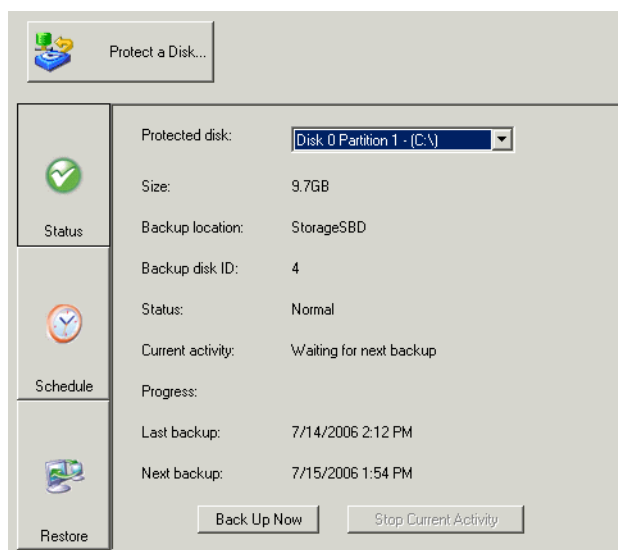 Protect a Disk...
Protected disk: Disk 0 Partition 1 - (C:\)
Size: 9.7GB
Status
Backup location: StorageSBD
Backup disk ID: 4
Status: Normal
Current activity: Waiting for next backup
Schedule
Progress:
Last backup: 7/14/2006 2:12 PM
Next backup: 7/15/2006 1:54 PM
Back Up Now Stop Current Activity
Restore